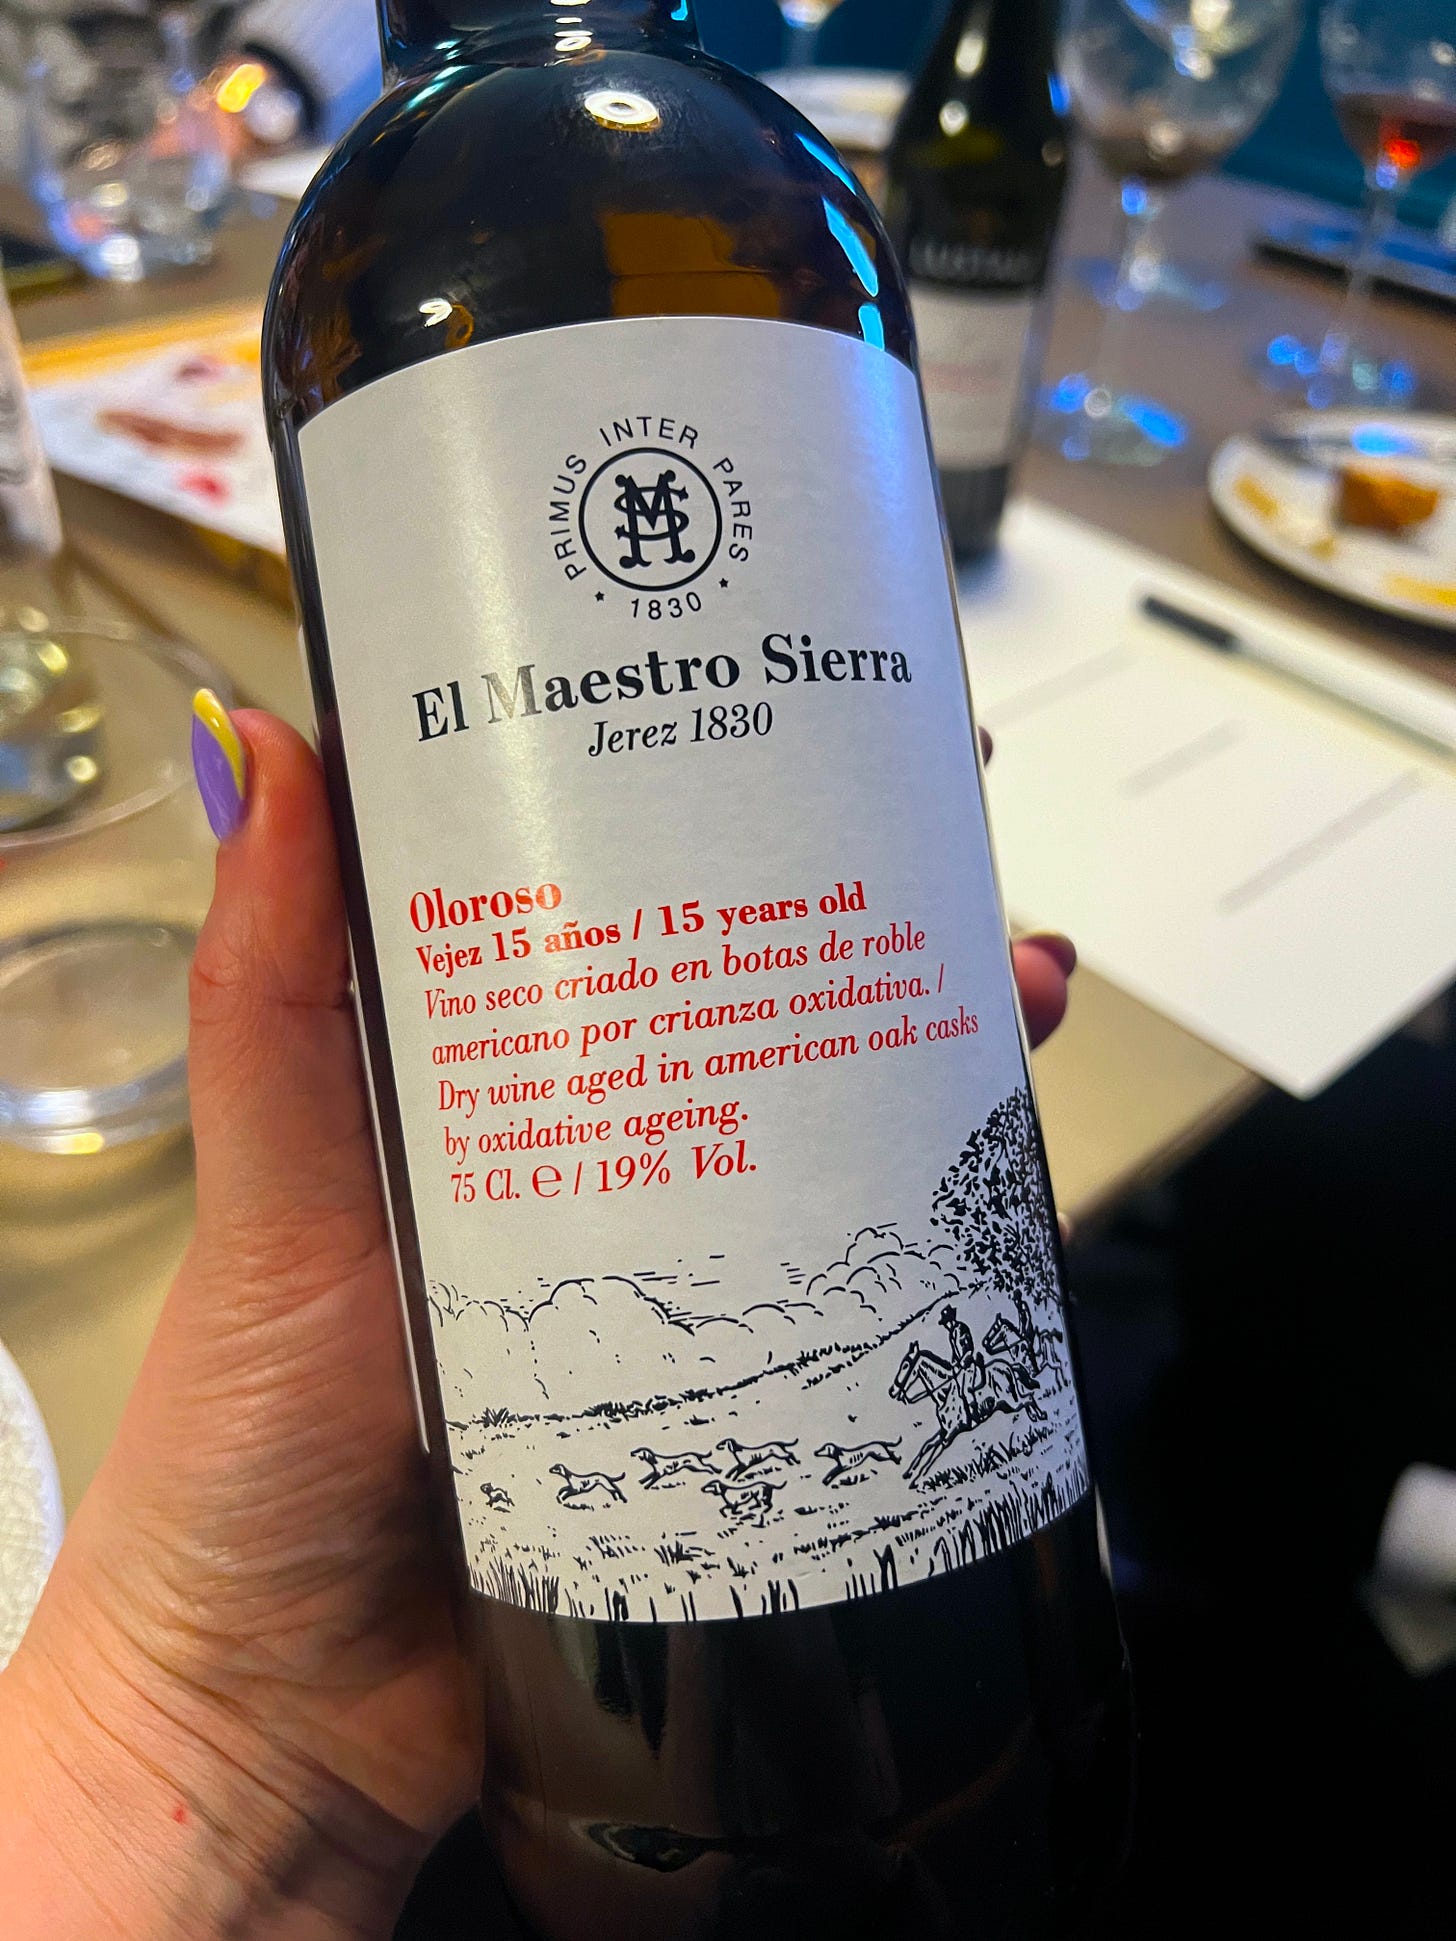 PRIMUS INTER PARES
MS
* 1830 *
El Maestro Sierra
Jerez 1830
Oloroso
Vejez 15 años / 15 years old
Vino seco criado en botas de roble
americano por crianza oxidativa. /
Dry wine aged in american oak casks
by oxidative ageing.
75 Cl. ℮ / 19% Vol.